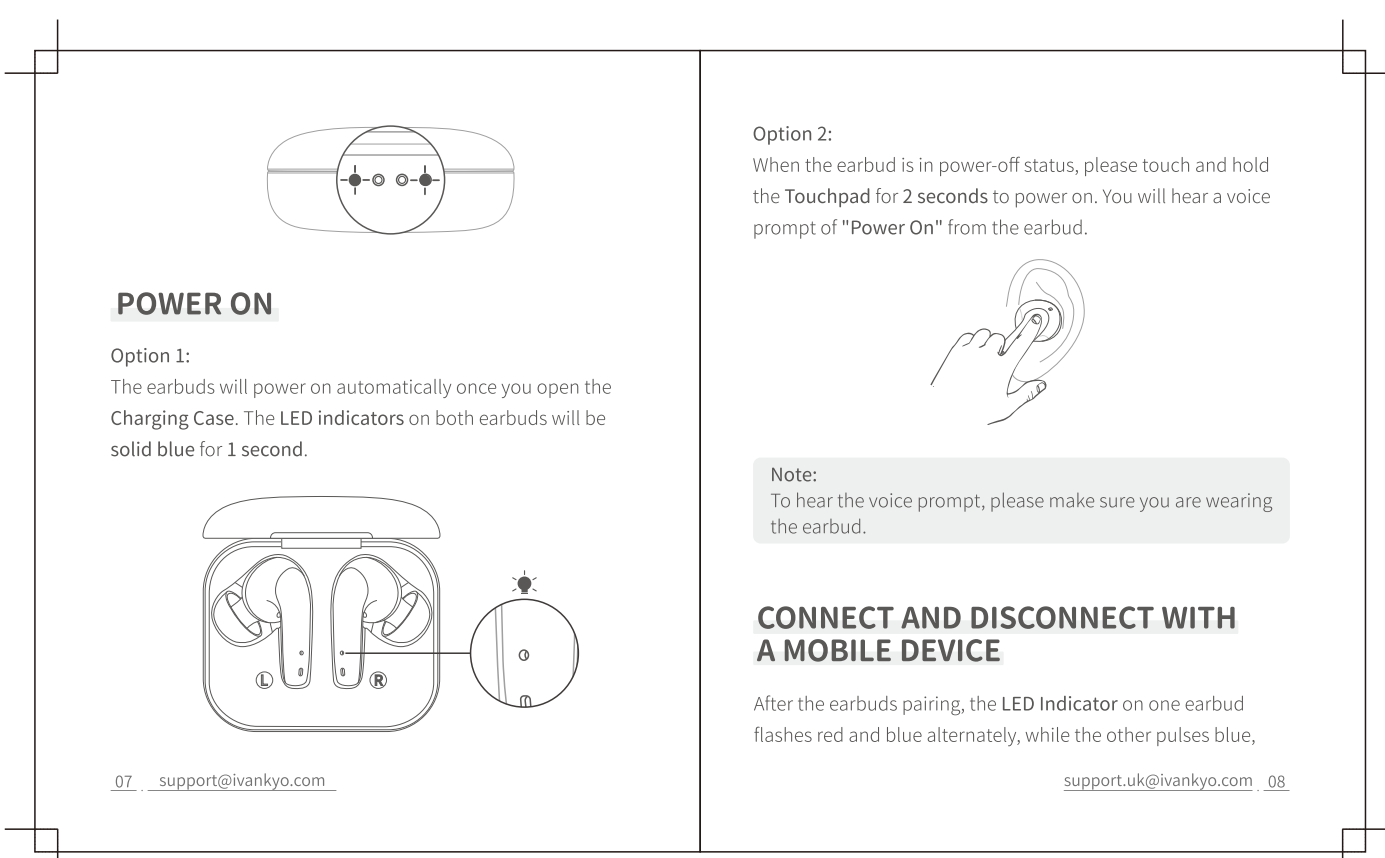 POWER ON
Option 1:
The earbuds will power on automatically once you open the
Charging Case. The LED indicators on both earbuds will be
solid blue for 1 second.
L
R
07 . support@ivankyo.com
Option 2:
When the earbud is in power-off status, please touch and hold
the Touchpad for 2 seconds to power on. You will hear a voice
prompt of "Power On" from the earbud.
Note:
To hear the voice prompt, please make sure you are wearing
the earbud.
CONNECT AND DISCONNECT WITH
A MOBILE DEVICE
After the earbuds pairing, the LED Indicator on one earbud
flashes red and blue alternately, while the other pulses blue,
support.uk@ivankyo.com . 08